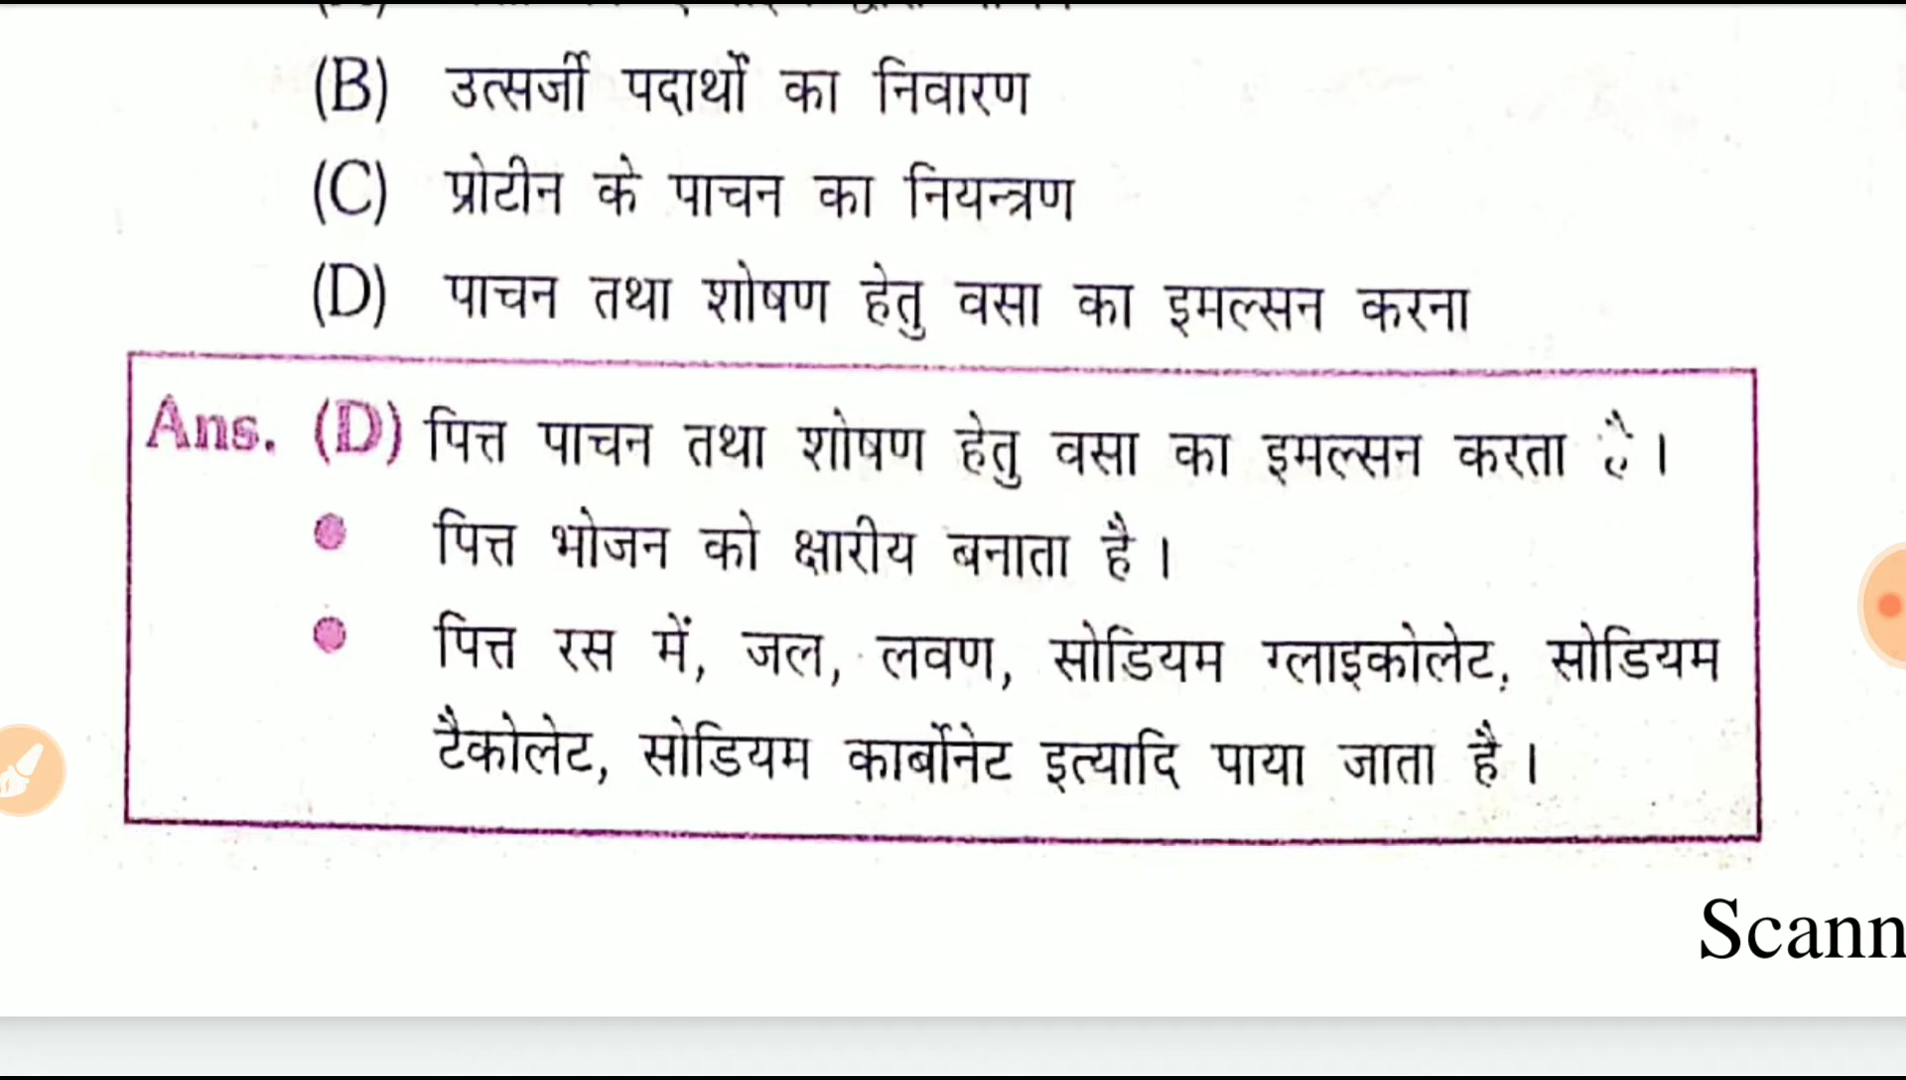 (B) उत्सर्जी पदार्थों का निवारण
(C) प्रोटीन के पाचन का नियन्त्रण
(D) पाचन तथा शोषण हेतु वसा का इमल्सन करना
Ans. (D) पित्त पाचन तथा शोषण हेतु वसा का इमल्सन करता है।
● पित्त भोजन को क्षारीय बनाता है।
● पित्त रस में, जल, लवण, सोडियम ग्लाइकोलेट, सोडियम
टैकोलेट, सोडियम कार्बोनेट इत्यादि पाया जाता है।
Scann